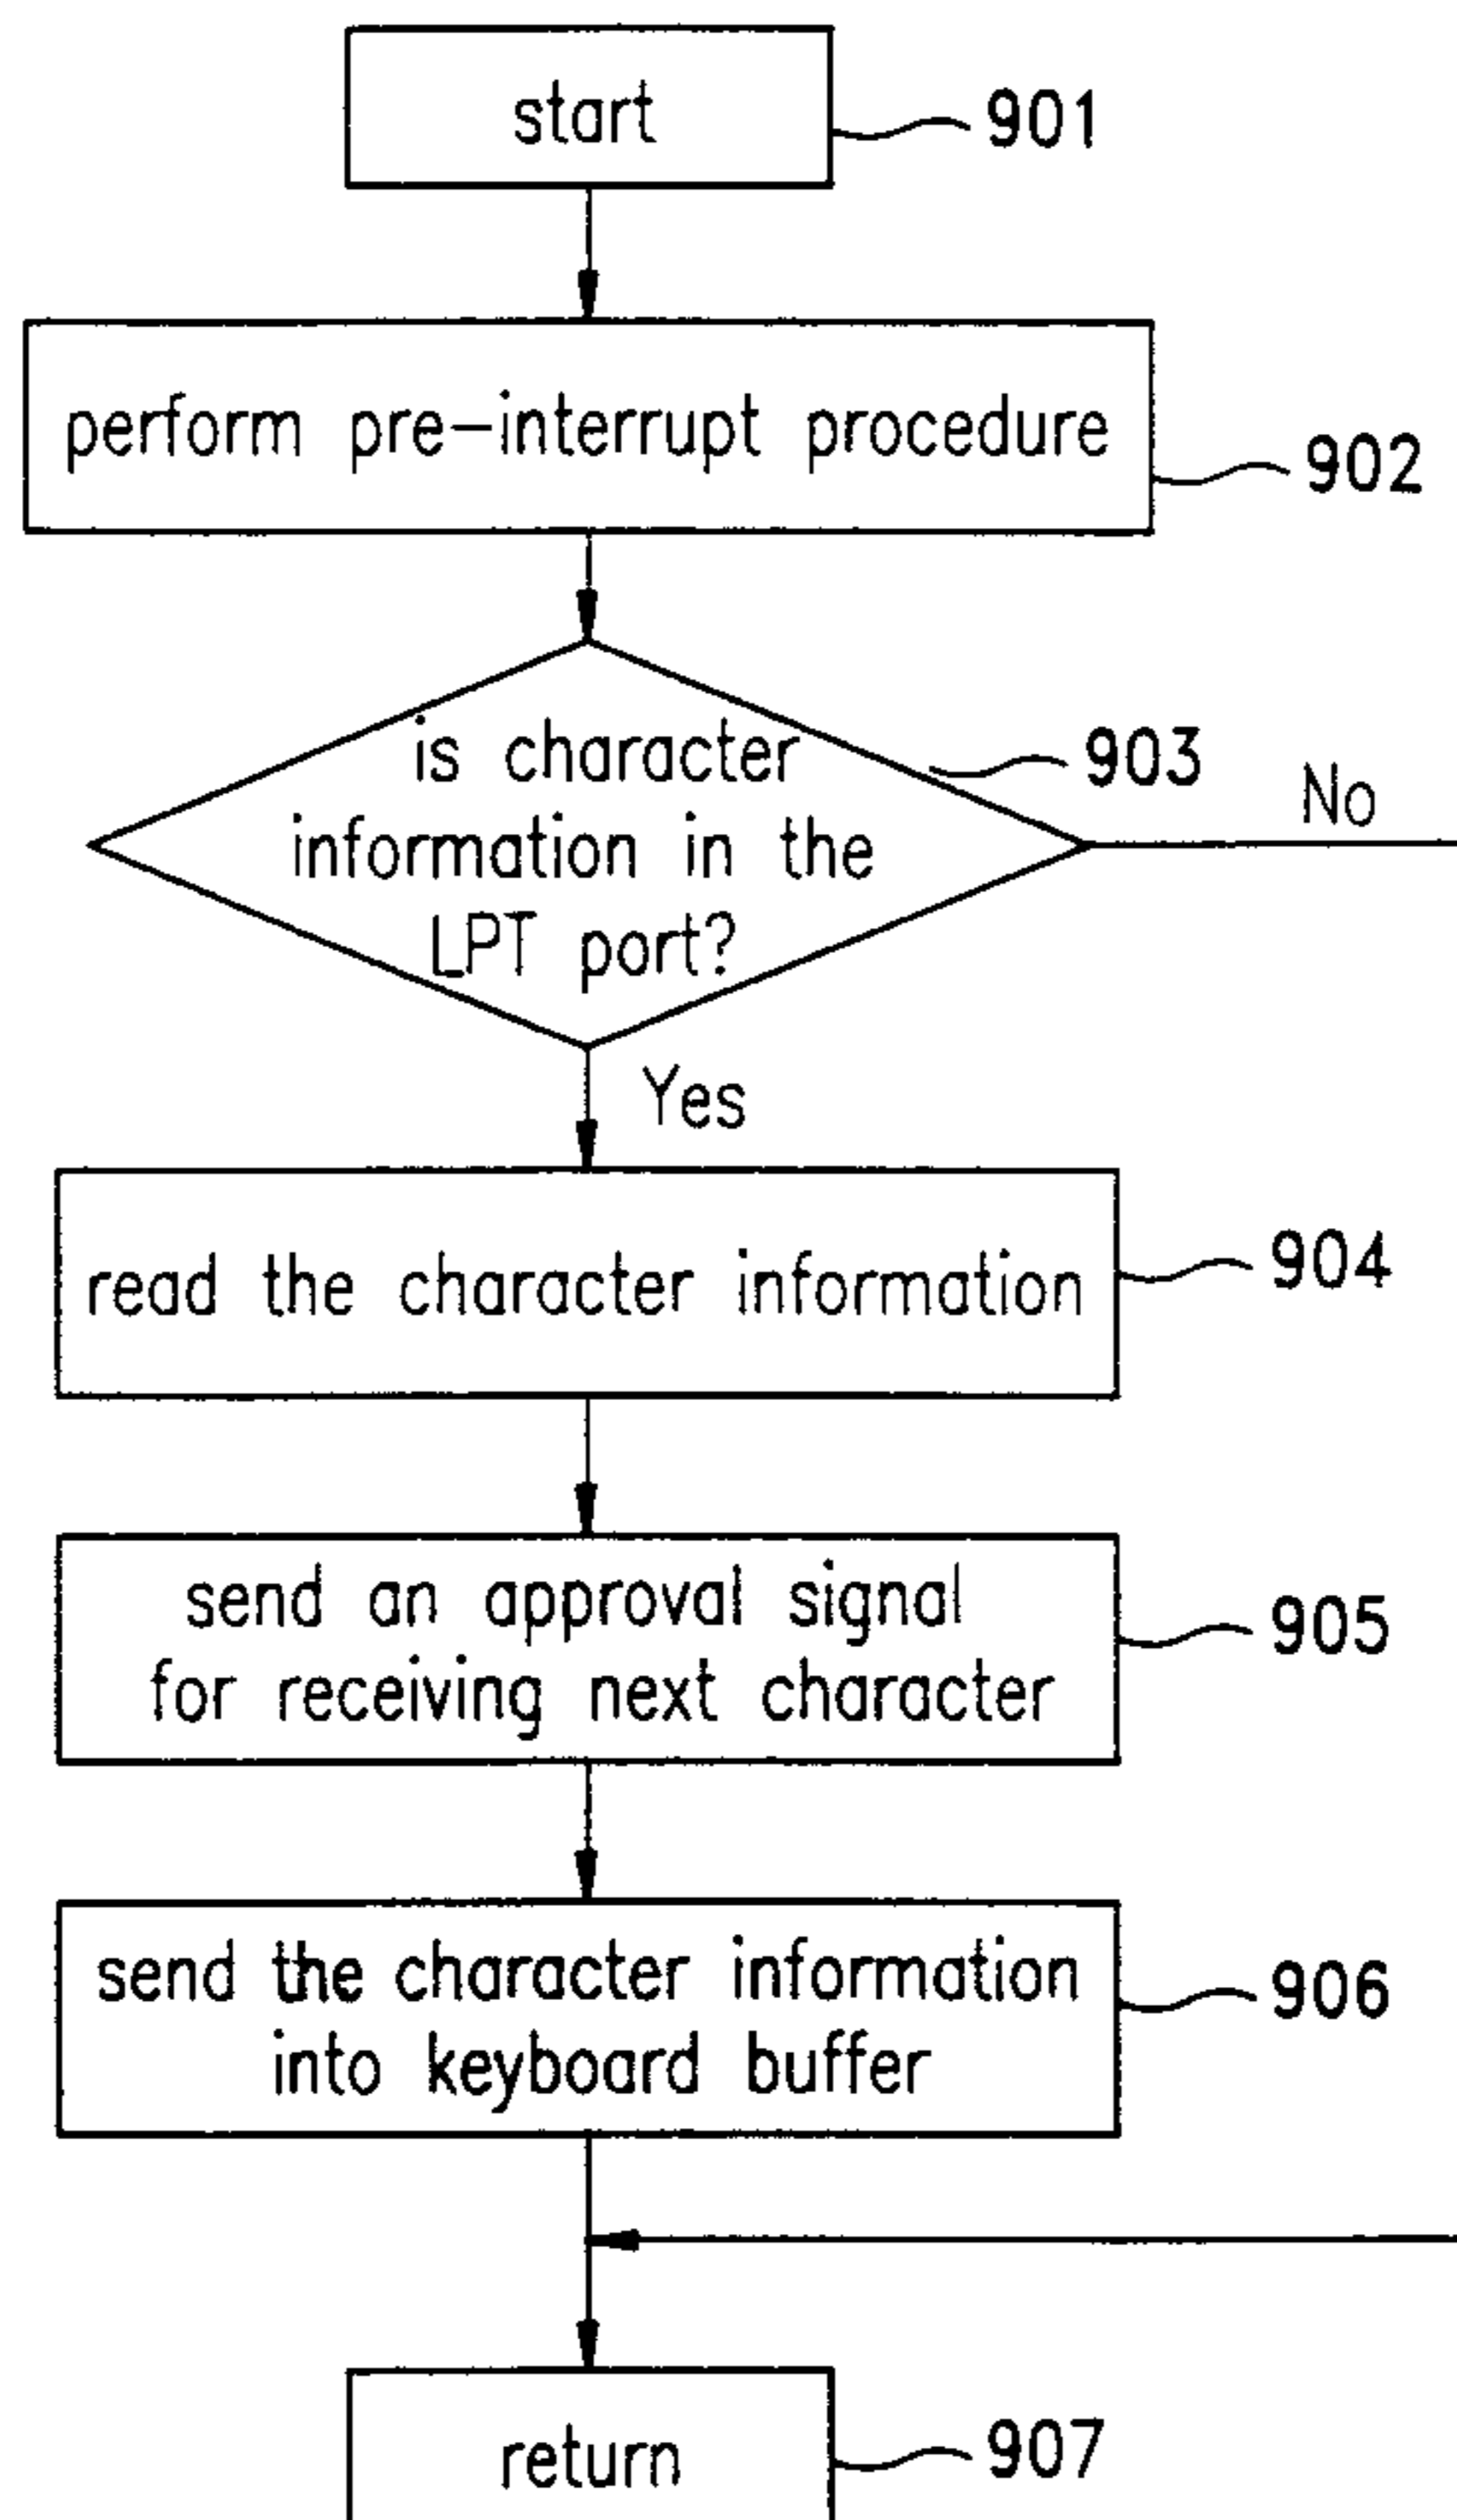 start
901
perform pre-interrupt procedure
902
is character
information in the
LPT port?
903
No
Yes
read the character information
904
send an approval signal
for receiving next character
905
send the character information
into keyboard buffer
906
return
907